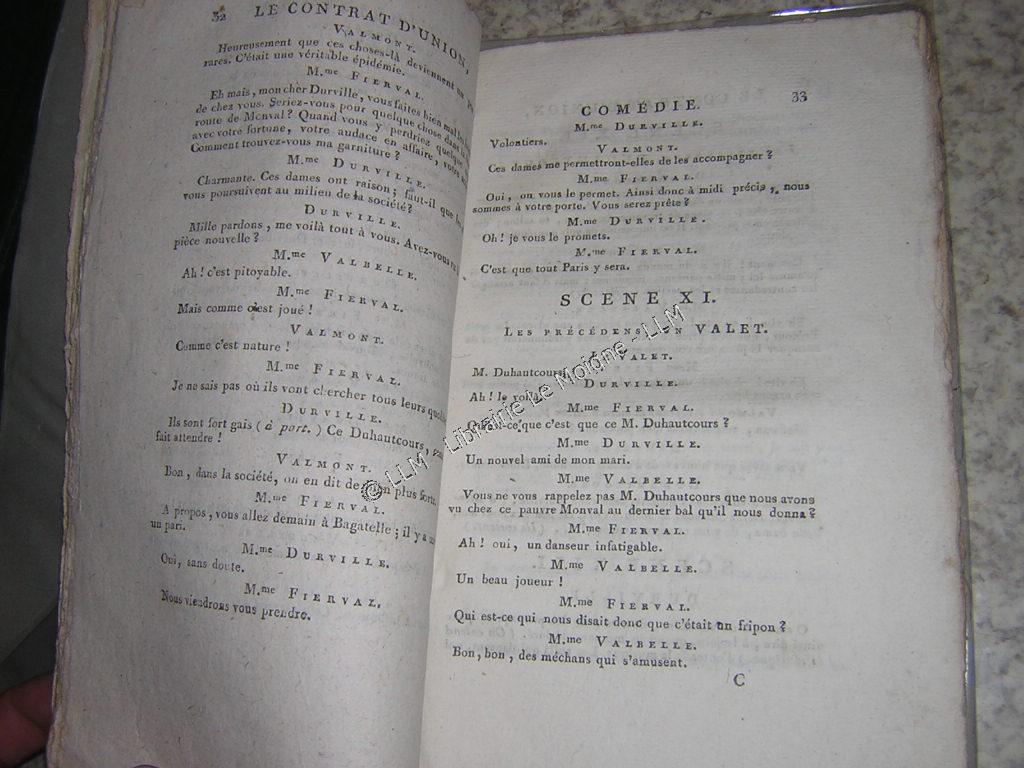 32 LE CONTRAT D'UNION,
VALMONT.
Heureusement que ces choses-là deviennent un
rares. C'était une véritable épidémie.
M.me FIERVAL.
Eh mais, mon cher Durville, vous faites bien mal les
de chez vous. Seriez-vous pour quelque chose dans la
route de Monval? Quand vous y perdriez quelque
avec votre fortune, votre audace en affaire, votre
Comment trouvez-vous ma garniture?
M.me DURVILLE.
Charmante. Ces dames ont raison; faut-il que les
vous poursuivent au milieu de la société?
DURVILLE.
Mille pardons, me voilà tout à vous. Avez-vous vu
pièce nouvelle?
M.me VALBELLE.
Ah! c'est pitoyable.
M.me FIERVAL.
Mais comme c'est joué!
VALMONT.
Comme c'est nature!
M.me FIERVAL.
Je ne sais pas où ils vont chercher tous leurs
DURVILLE.
Ils sont fort gais (à part.) Ce Duhautcours,
fait attendre!
VALMONT.
Bon, dans la société, on en dit de bien plus forts.
M.me FIERVAL.
A propos, vous allez demain à Bagatelle; il y a
un pari.
M.me DURVILLE.
Oui, sans doute.
M.me FIERVAL.
Nous viendrons vous prendre.
COMÉDIE. 33
M.me DURVILLE.
Volontiers.
VALMONT.
Ces dames me permettront-elles de les accompagner?
M.me FIERVAL.
Oui, on vous le permet. Ainsi donc à midi précis, nous
sommes à votre porte. Vous serez prête?
M.me DURVILLE.
Oh! je vous le promets.
M.me FIERVAL.
C'est que tout Paris y sera.
SCENE XI.
LES PRÉCÉDENS, UN VALET.
LE VALET.
M. Duhautcours.
DURVILLE.
Ah! le voilà.
M.me FIERVAL.
Qu'est-ce que c'est que ce M. Duhautcours?
M.me DURVILLE.
Un nouvel ami de mon mari.
M.me VALBELLE.
Vous ne vous rappelez pas M. Duhautcours que nous avons
vu chez ce pauvre Monval au dernier bal qu'il nous donna?
M.me FIERVAL.
Ah! oui, un danseur infatigable.
M.me VALBELLE.
Un beau joueur!
M.me FIERVAL.
Qui est-ce qui nous disait donc que c'était un fripon?
M.me VALBELLE.
Bon, bon, des méchans qui s'amusent.
C
© LLM - Librairie Le Moigne - LLM